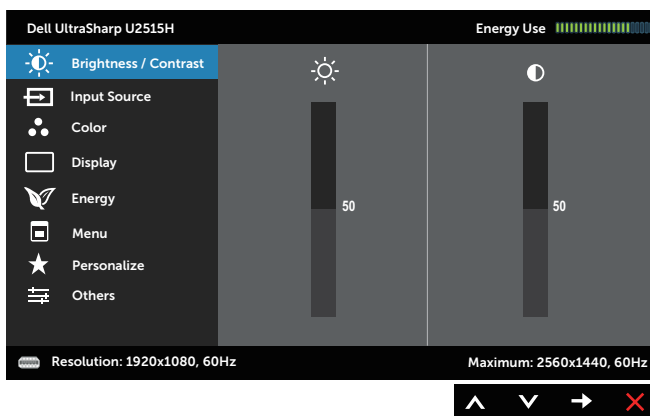 Dell UltraSharp U2515H
Energy Use
Brightness / Contrast
Input Source
Color
Display
Energy
Menu
Personalize
Others
50
50
Resolution: 1920x1080, 60Hz
Maximum: 2560x1440, 60Hz